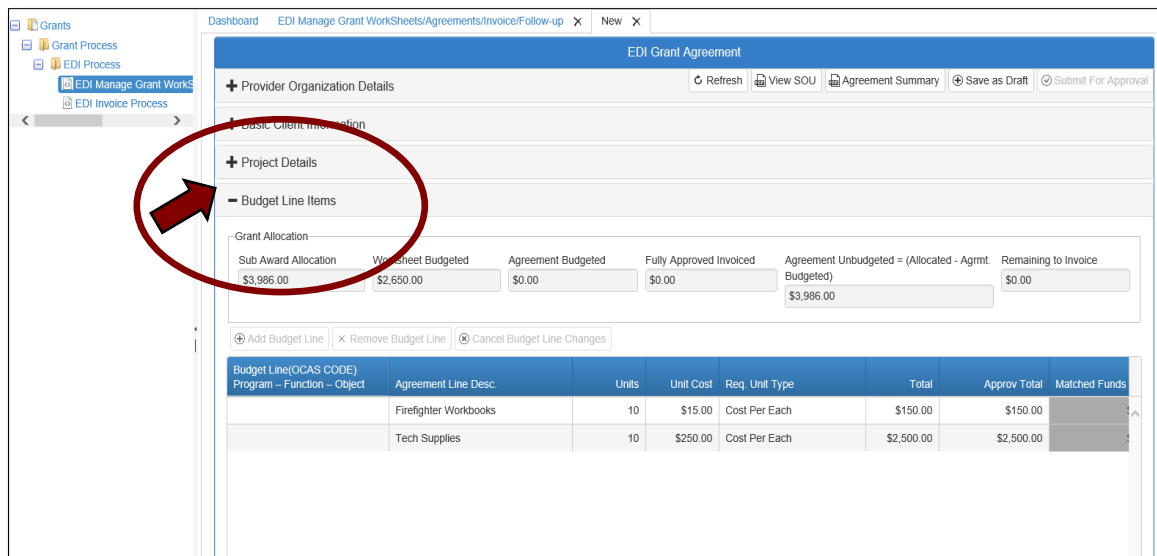 Grants
Grant Process
EDI Process
EDI Manage Grant WorkS
EDI Invoice Process
Dashboard EDI Manage Grant WorkSheets/Agreements/Invoice/Follow-up New
EDI Grant Agreement
Provider Organization Details
Refresh View SOU Agreement Summary Save as Draft Submit For Approval
Basic Client Information
Project Details
Budget Line Items
Grant Allocation
Sub Award Allocation Worksheet Budgeted Agreement Budgeted Fully Approved Invoiced Agreement Unbudgeted = (Allocated - Agrmt. Remaining to Invoice
Budgeted)
$3,986.00 $2,650.00 $0.00 $0.00 $0.00
$3,986.00
Add Budget Line Remove Budget Line Cancel Budget Line Changes
Budget Line(OCAS CODE)
Program – Function – Object Agreement Line Desc. Units Unit Cost Req. Unit Type Total Approv Total Matched Funds
Firefighter Workbooks 10 $15.00 Cost Per Each $150.00 $150.00
Tech Supplies 10 $250.00 Cost Per Each $2,500.00 $2,500.00